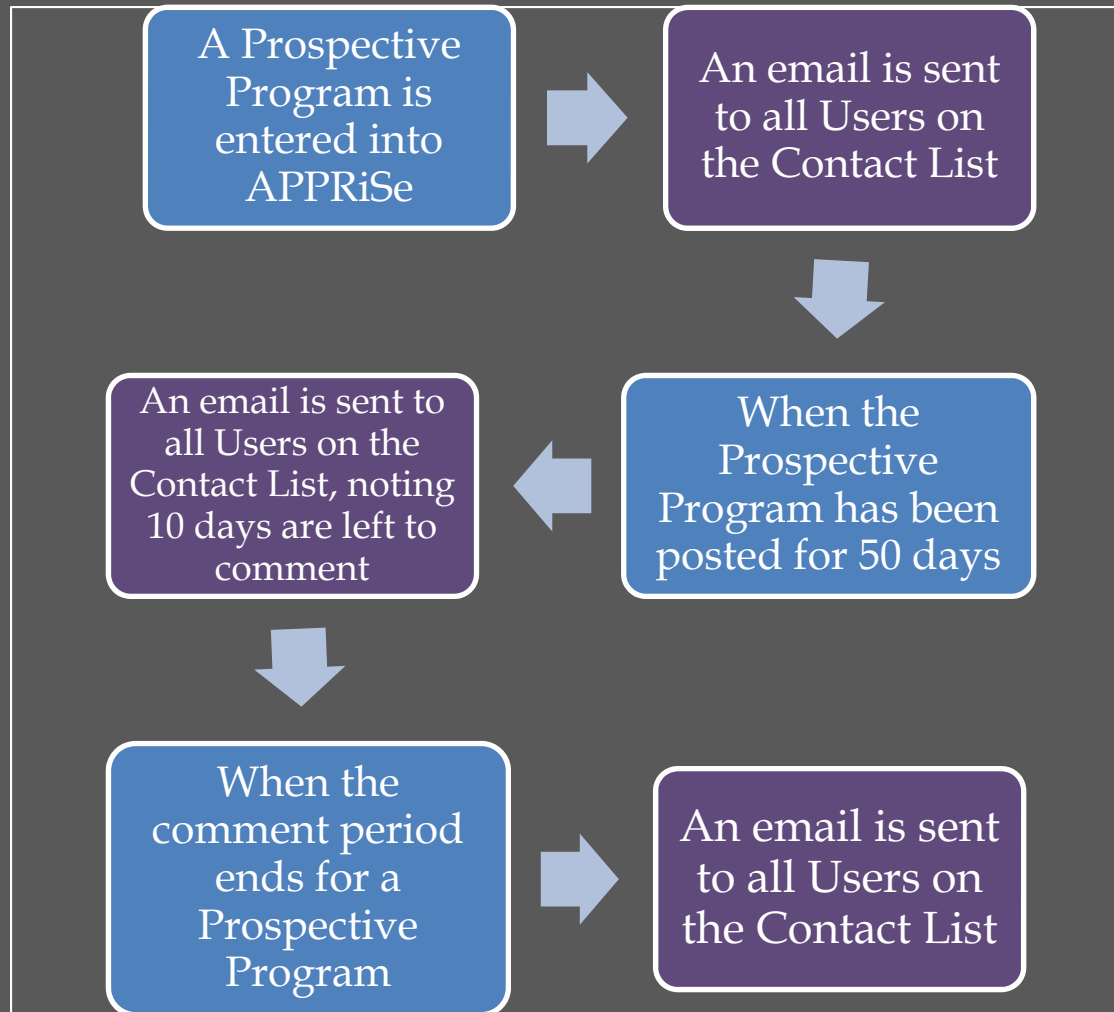 A Prospective
Program is
entered into
APPRiSe
An email is sent
to all Users on
the Contact List
When the
Prospective
Program has been
posted for 50 days
An email is sent to
all Users on the
Contact List, noting
10 days are left to
comment
When the
comment period
ends for a
Prospective
Program
An email is sent
to all Users on
the Contact List